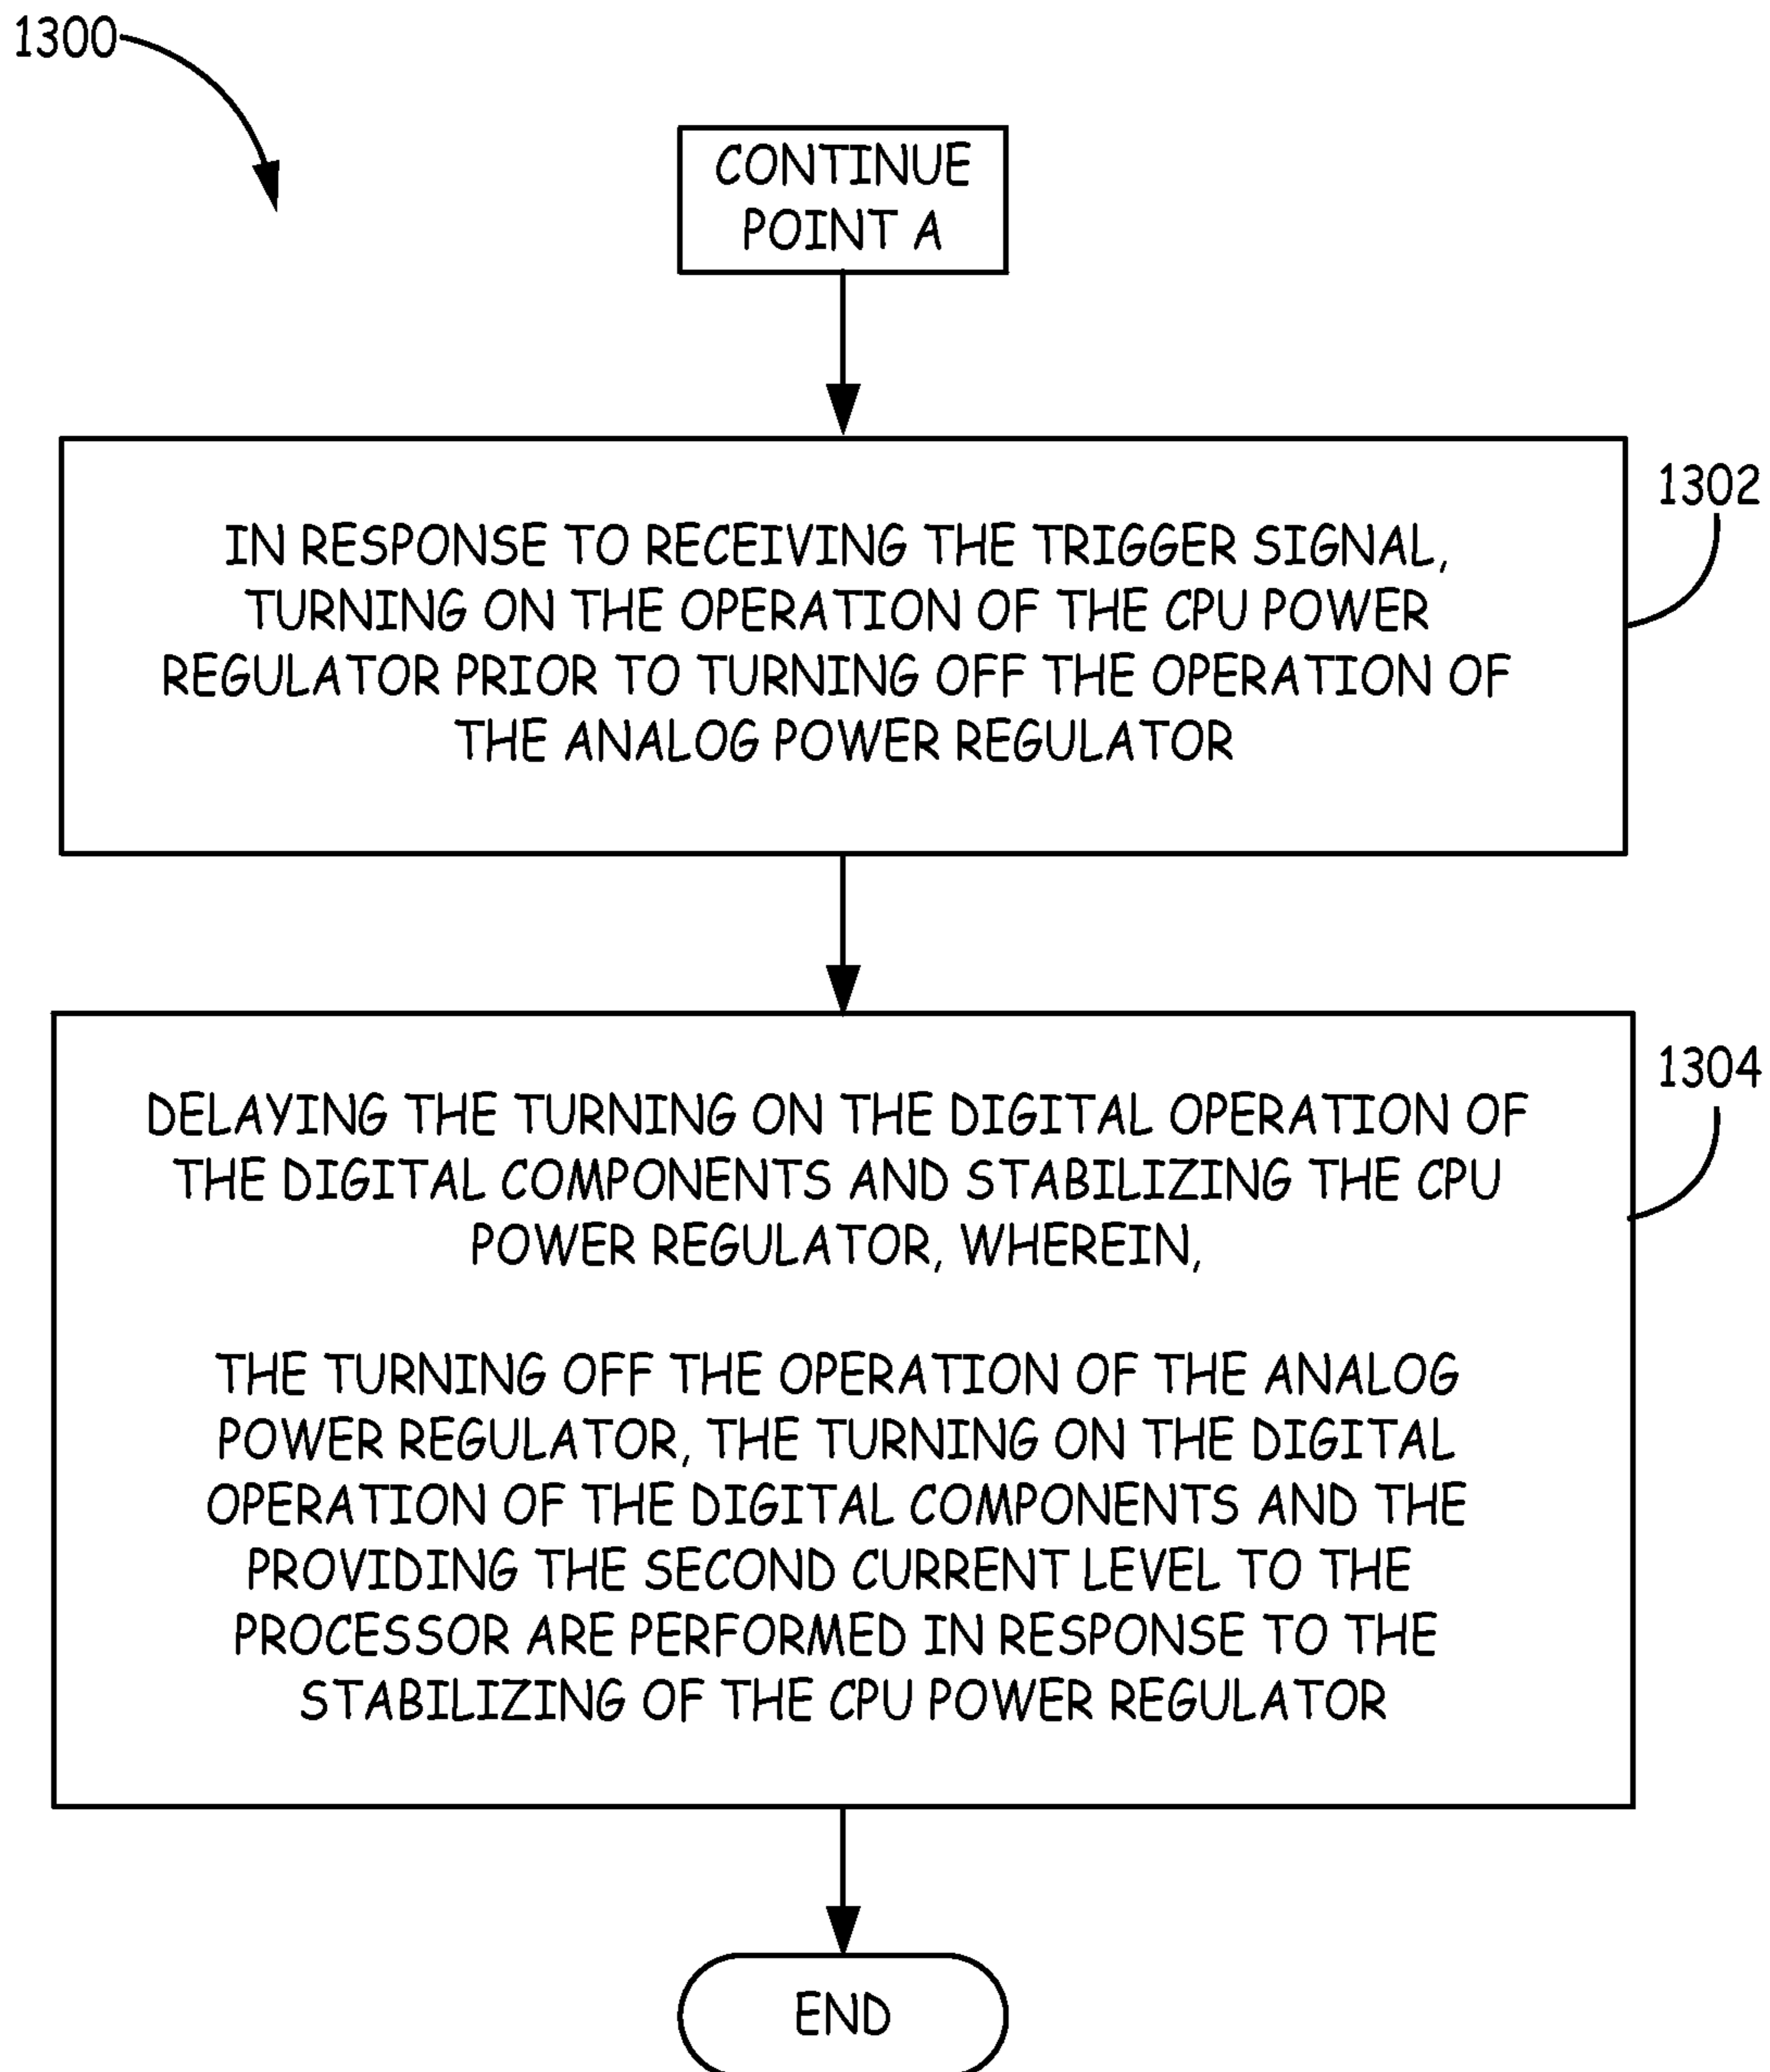 1300
CONTINUE
POINT A
1302
IN RESPONSE TO RECEIVING THE TRIGGER SIGNAL,
TURNING ON THE OPERATION OF THE CPU POWER
REGULATOR PRIOR TO TURNING OFF THE OPERATION OF
THE ANALOG POWER REGULATOR
1304
DELAYING THE TURNING ON THE DIGITAL OPERATION OF
THE DIGITAL COMPONENTS AND STABILIZING THE CPU
POWER REGULATOR, WHEREIN,
THE TURNING OFF THE OPERATION OF THE ANALOG
POWER REGULATOR, THE TURNING ON THE DIGITAL
OPERATION OF THE DIGITAL COMPONENTS AND THE
PROVIDING THE SECOND CURRENT LEVEL TO THE
PROCESSOR ARE PERFORMED IN RESPONSE TO THE
STABILIZING OF THE CPU POWER REGULATOR
END